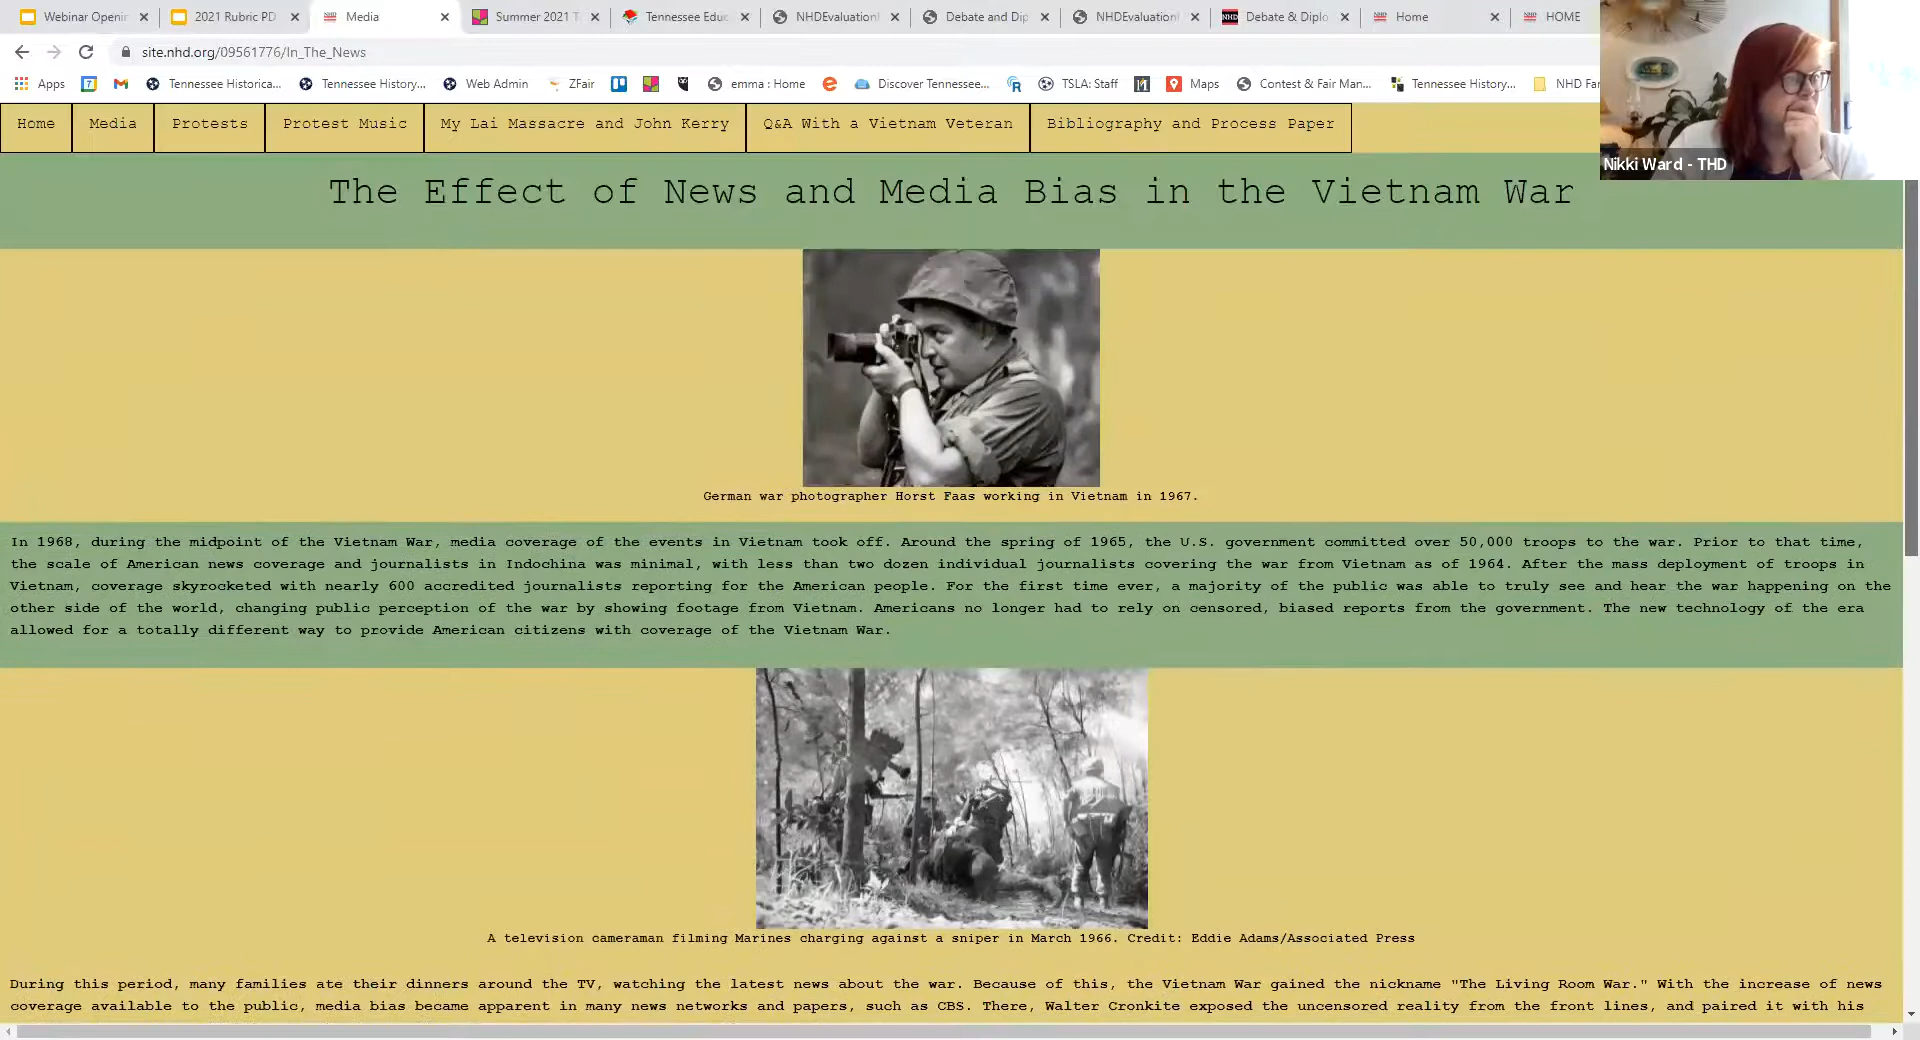 Webinar Openin
2021 Rubric PD
Media
Summer 2021 T
Tennessee Educ
NHDEvaluation
Debate and Dip
NHDEvaluation
NHD Debate & Diplo
NHD Home
NHD HOME
site.nhd.org/09561776/In_The_News
Apps
7
Tennessee Historica...
Tennessee History...
Web Admin
ZFair
emma : Home
Discover Tennessee...
TSLA: Staff
Maps
Contest & Fair Man...
Tennessee History...
NHD Far
Home
Media
Protests
Protest Music
My Lai Massacre and John Kerry
Q&A With a Vietnam Veteran
Bibliography and Process Paper
Nikki Ward - THD
The Effect of News and Media Bias in the Vietnam War
German war photographer Horst Faas working in Vietnam in 1967.
In 1968, during the midpoint of the Vietnam War, media coverage of the events in Vietnam took off. Around the spring of 1965, the U.S. government committed over 50,000 troops to the war. Prior to that time,
the scale of American news coverage and journalists in Indochina was minimal, with less than two dozen individual journalists covering the war from Vietnam as of 1964. After the mass deployment of troops in
Vietnam, coverage skyrocketed with nearly 600 accredited journalists reporting for the American people. For the first time ever, a majority of the public was able to truly see and hear the war happening on the
other side of the world, changing public perception of the war by showing footage from Vietnam. Americans no longer had to rely on censored, biased reports from the government. The new technology of the era
allowed for a totally different way to provide American citizens with coverage of the Vietnam War.
A television cameraman filming Marines charging against a sniper in March 1966. Credit: Eddie Adams/Associated Press
During this period, many families ate their dinners around the TV, watching the latest news about the war. Because of this, the Vietnam War gained the nickname "The Living Room War." With the increase of news
coverage available to the public, media bias became apparent in many news networks and papers, such as CBS. There, Walter Cronkite exposed the uncensored reality from the front lines, and paired it with his